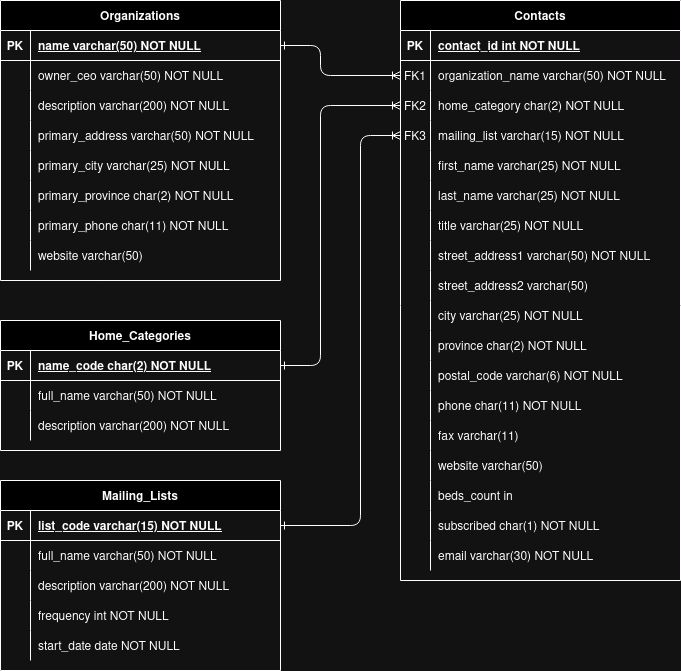 Organizations
PK name varchar(50) NOT NULL
owner_ceo varchar(50) NOT NULL
description varchar(200) NOT NULL
primary_address varchar(50) NOT NULL
primary_city varchar(25) NOT NULL
primary_province char(2) NOT NULL
primary_phone char(11) NOT NULL
website varchar(50)
Home_Categories
PK name_code char(2) NOT NULL
full_name varchar(50) NOT NULL
description varchar(200) NOT NULL
Mailing_Lists
PK list_code varchar(15) NOT NULL
full_name varchar(50) NOT NULL
description varchar(200) NOT NULL
frequency int NOT NULL
start_date date NOT NULL
Contacts
PK contact_id int NOT NULL
FK1 organization_name varchar(50) NOT NULL
FK2 home_category char(2) NOT NULL
FK3 mailing_list varchar(15) NOT NULL
first_name varchar(25) NOT NULL
last_name varchar(25) NOT NULL
title varchar(25) NOT NULL
street_address1 varchar(50) NOT NULL
street_address2 varchar(50)
city varchar(25) NOT NULL
province char(2) NOT NULL
postal_code varchar(6) NOT NULL
phone char(11) NOT NULL
fax varchar(11)
website varchar(50)
beds_count in
subscribed char(1) NOT NULL
email varchar(30) NOT NULL